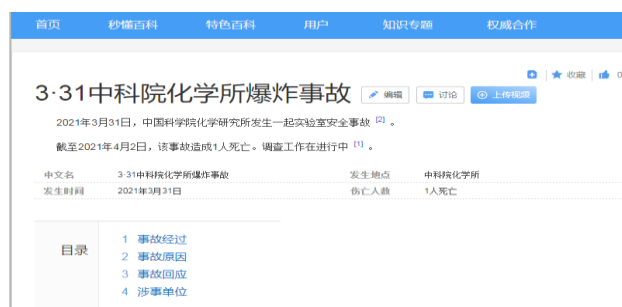 首页 秒懂百科 特色百科 用户 知识专题 权威合作
收藏 0
3·31中科院化学所爆炸事故 编辑 讨论 上传视频
2021年3月31日，中国科学院化学研究所发生一起实验室安全事故 [2] 。
截至2021年4月2日，该事故造成1人死亡。调查工作在进行中 [1] 。
中文名 3·31中科院化学所爆炸事故 发生地点 中科院化学所
发生时间 2021年3月31日 伤亡人数 1人死亡
目录
1 事故经过
2 事故原因
3 事故回应
4 涉事单位